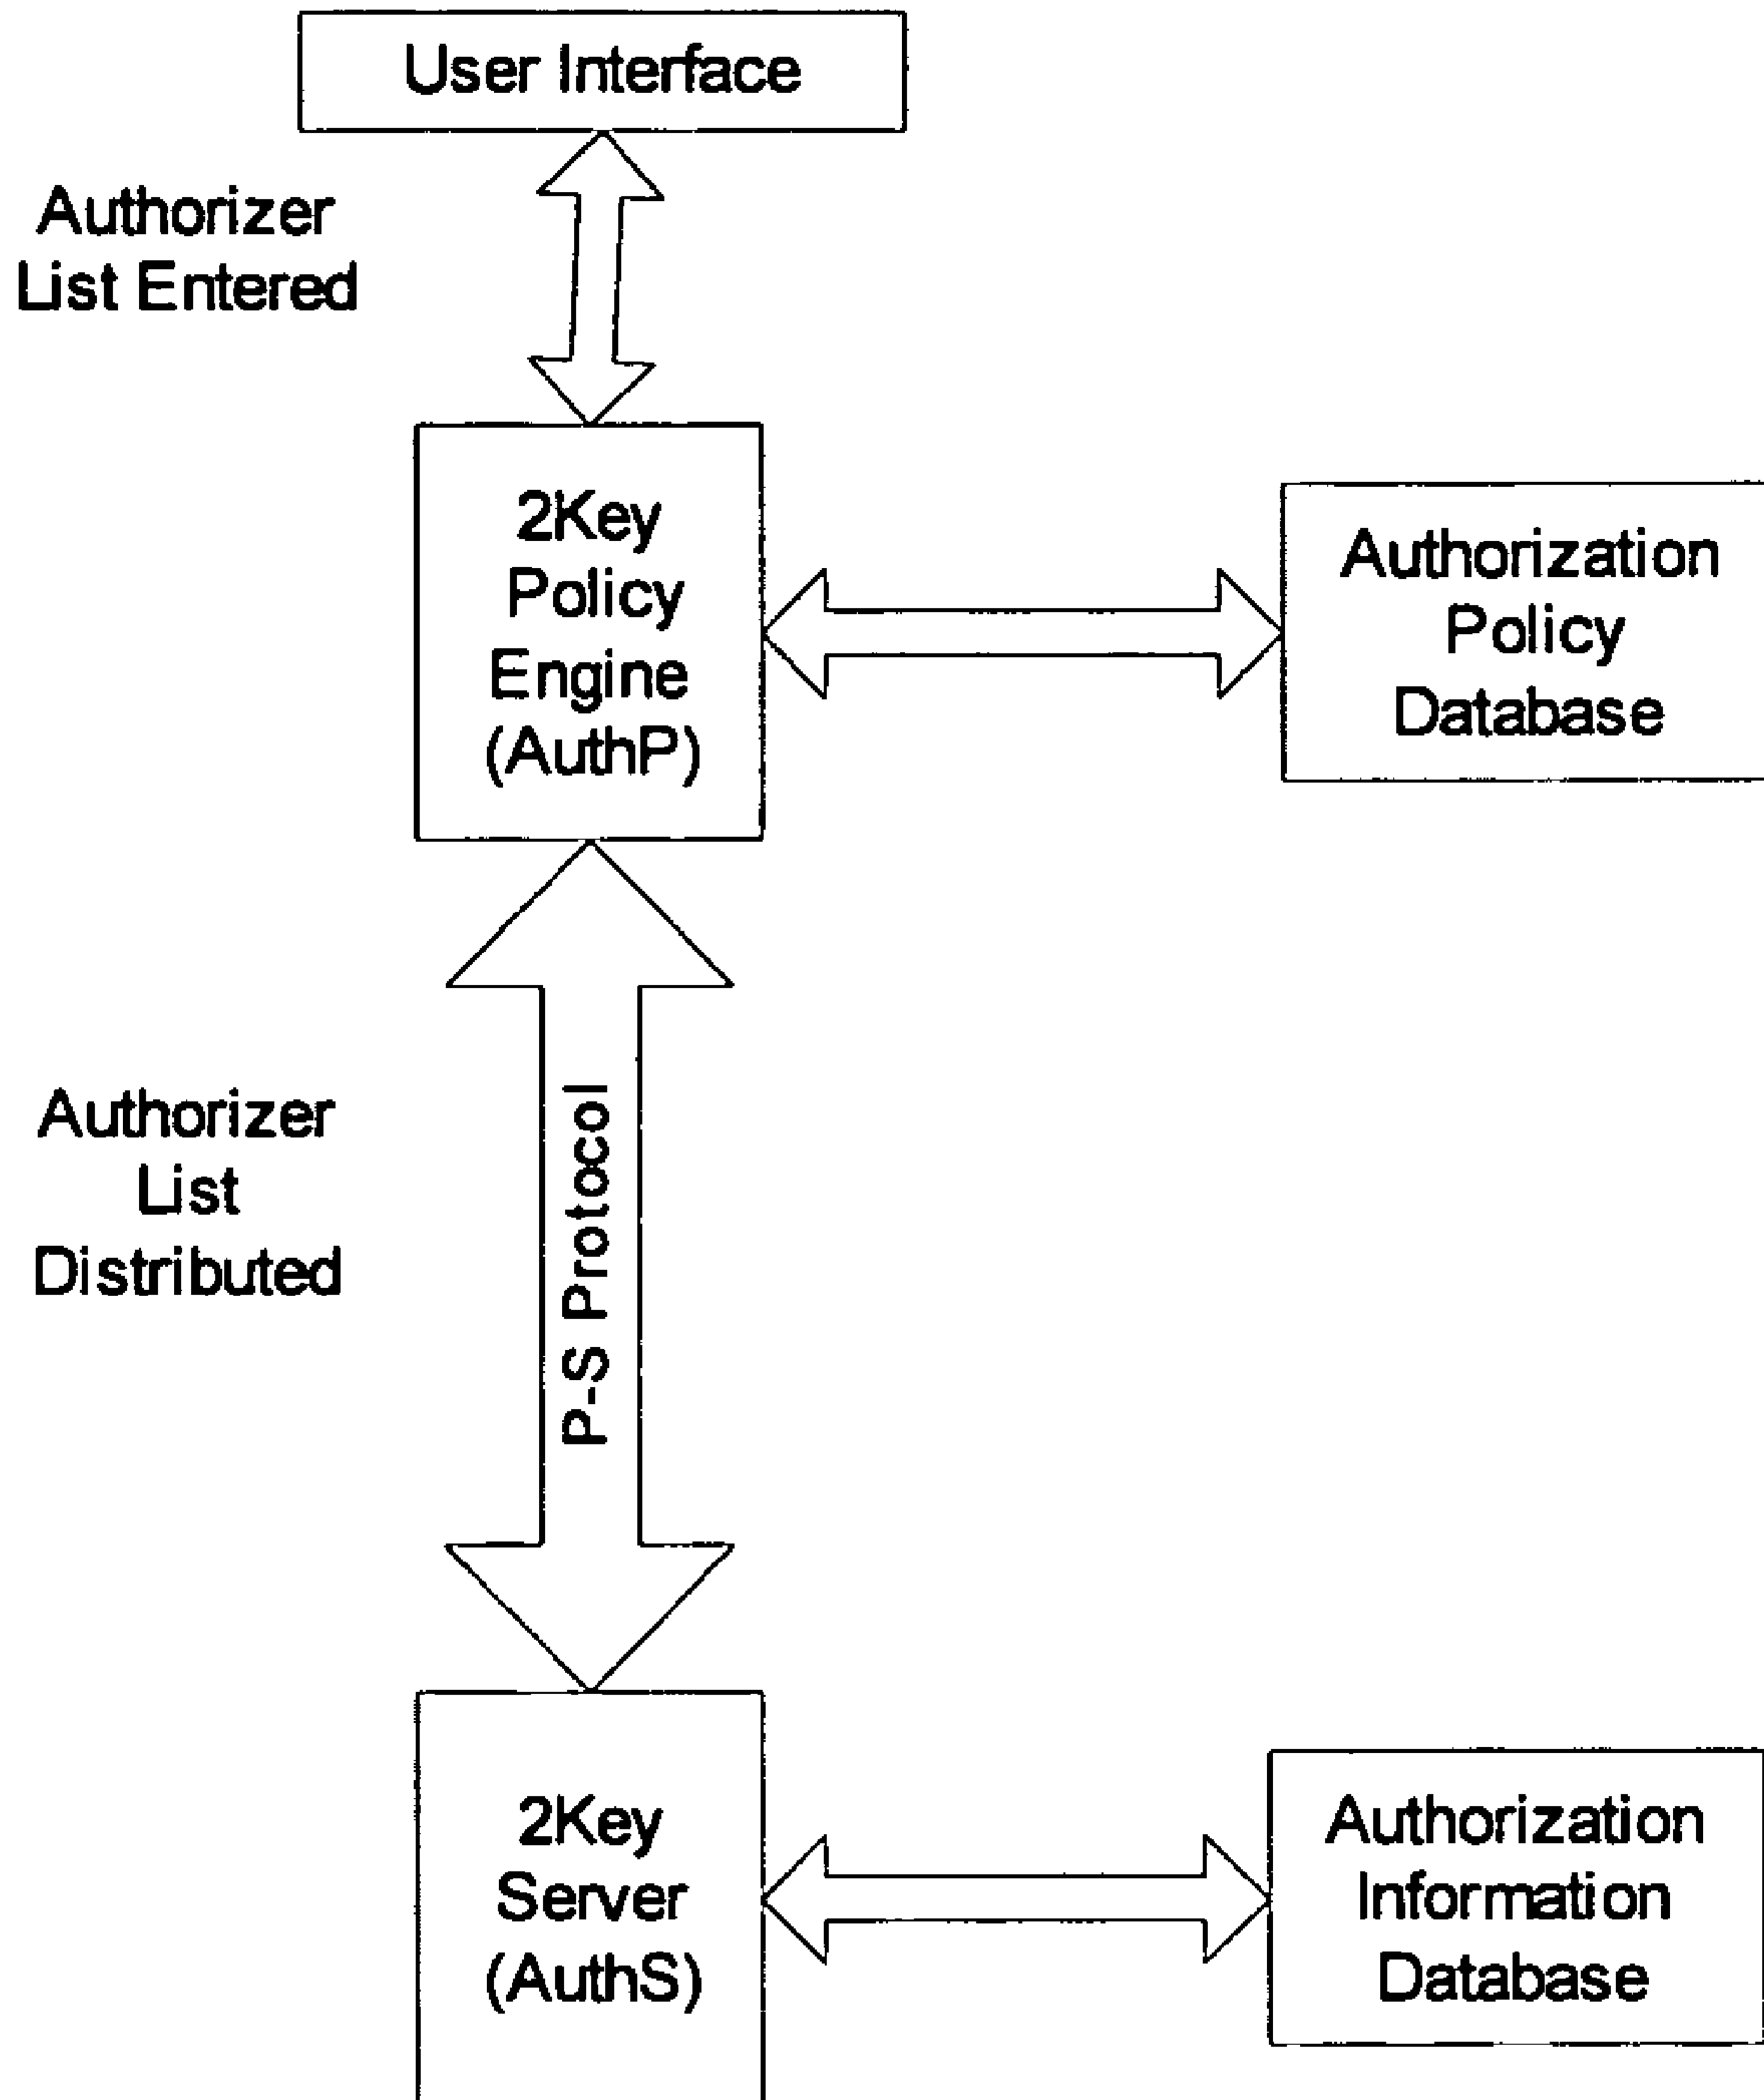 User Interface
Authorizer
List Entered
2Key
Policy
Engine
(AuthP)
Authorization
Policy
Database
Authorizer
List
Distributed
P-S Protocol
2Key
Server
(AuthS)
Authorization
Information
Database